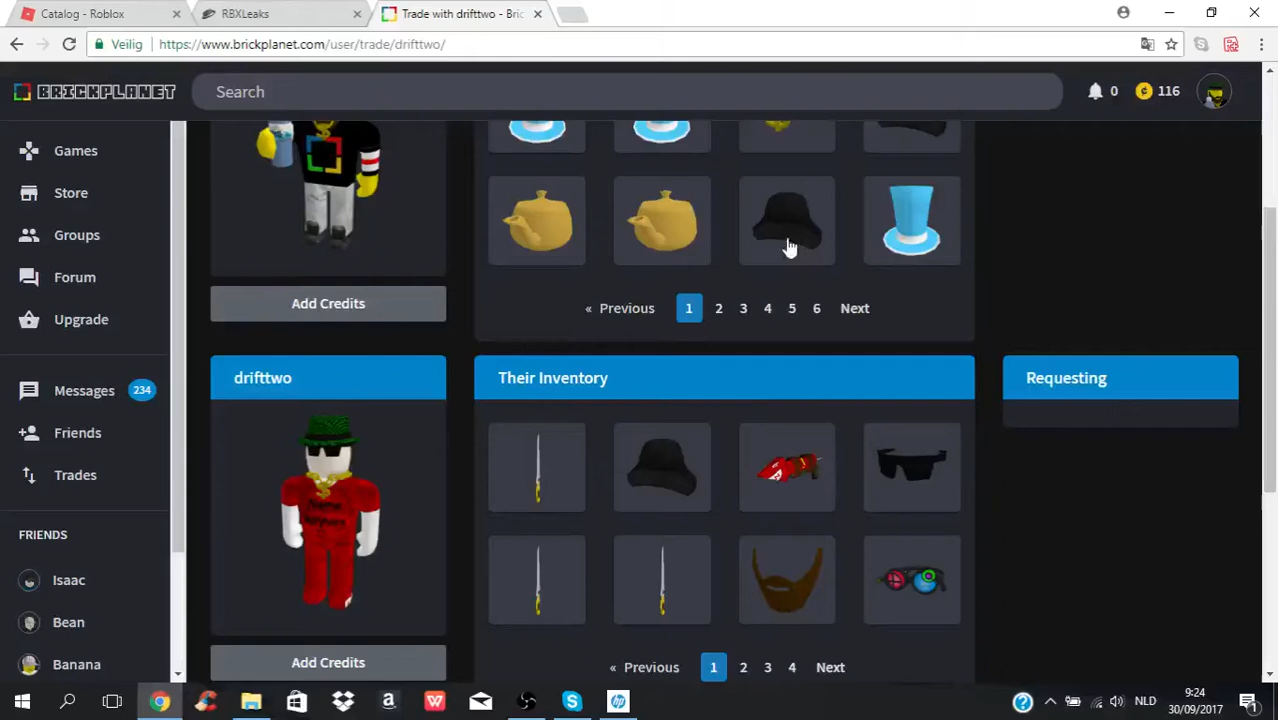 Catalog - Roblox
RBXLeaks
Trade with drifttwo - Bric
Veilig
https://www.brickplanet.com/user/trade/drifttwo/
BRICKPLANET
Search
0
116
Games
Store
Groups
Forum
Upgrade
Messages
234
Friends
Trades
FRIENDS
Isaac
Bean
Banana
Add Credits
« Previous 1 2 3 4 5 6 Next
drifttwo
Their Inventory
Requesting
Add Credits
« Previous 1 2 3 4 Next
NLD
9:24
30/09/2017